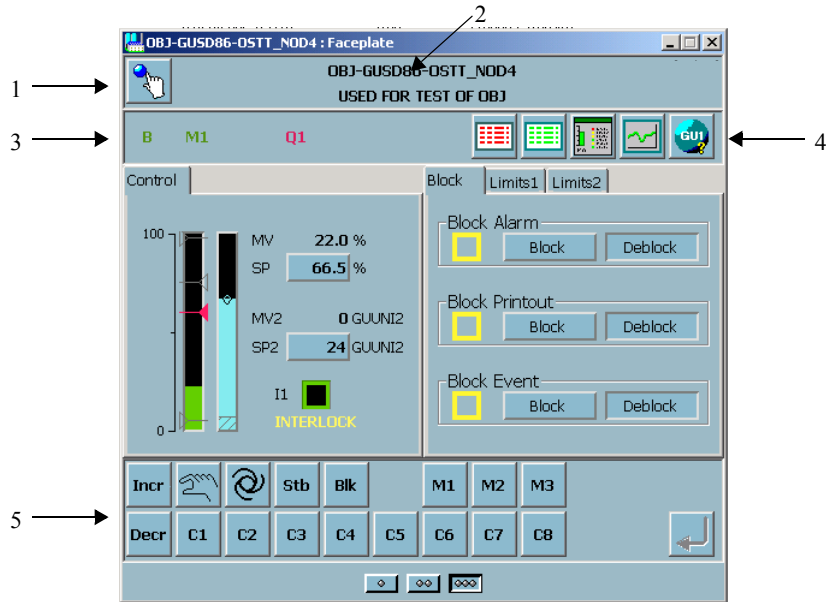 2
OBJ-GUSD86-OSTT_NOD4 : Faceplate
1
OBJ-GUSD86-OSTT_NOD4
USED FOR TEST OF OBJ
3
B M1 Q1
GU1
?
4
Control
Block Limits1 Limits2
100
0
MV 22.0 %
SP 66.5 %
MV2 0 GUUNI2
SP2 24 GUUNI2
I1
INTERLOCK
Block Alarm
Block Deblock
Block Printout
Block Deblock
Block Event
Block Deblock
5
Incr Stb Blk M1 M2 M3
Decr C1 C2 C3 C4 C5 C6 C7 C8